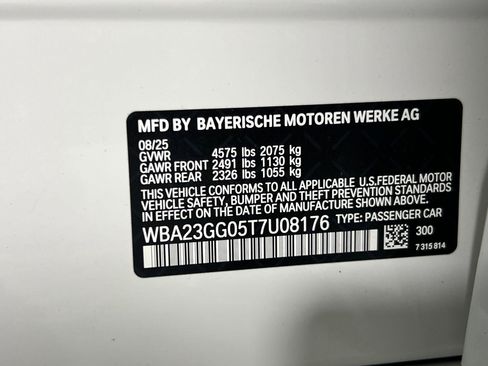 MFD BY BAYERISCHE MOTOREN WERKE AG
08/25
GVWR 4575 lbs 2075 kg
GAWR FRONT 2491 lbs 1130 kg
GAWR REAR 2326 lbs 1055 kg
THIS VEHICLE CONFORMS TO ALL APPLICABLE U.S.FEDERAL MOTOR
VEHICLE SAFETY, BUMPER AND THEFT PREVENTION STANDARDS
IN EFFECT ON THE DATE OF MANUFACTURE SHOWN ABOVE.
WBA23GG05T7U08176 TYPE: PASSENGER CAR
300
7 315 814